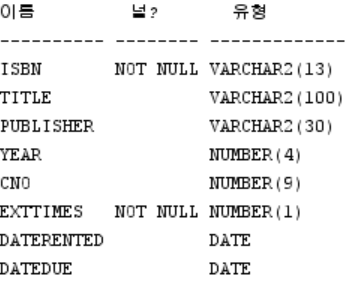 이름 널? 유형
---------- -------- -------------
ISBN NOT NULL VARCHAR2(13)
TITLE VARCHAR2(100)
PUBLISHER VARCHAR2(30)
YEAR NUMBER(4)
CNO NUMBER(9)
EXTTIMES NOT NULL NUMBER(1)
DATERENTED DATE
DATEDUE DATE